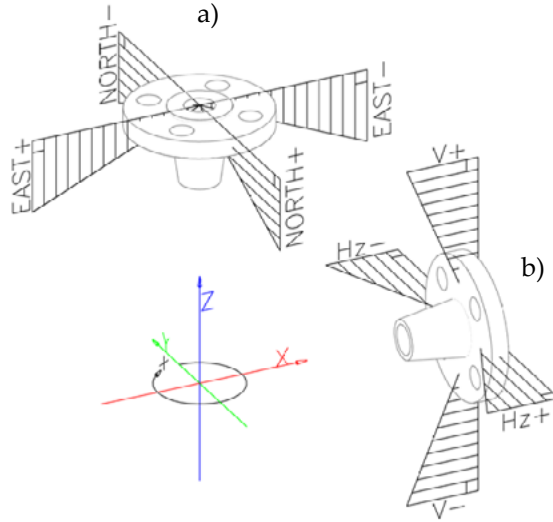 a)
NORTH-
EAST-
EAST+
NORTH+
V+
Hz-
b)
Z
Y
X
+
Hz+
V-